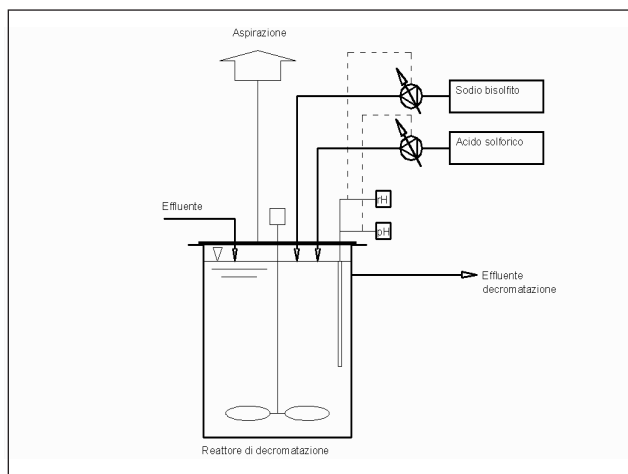 Aspirazione
Sodio bisolfito
Acido solforico
rH
Effluente
pH
Effluente
decromatazione
Reattore di decromatazione